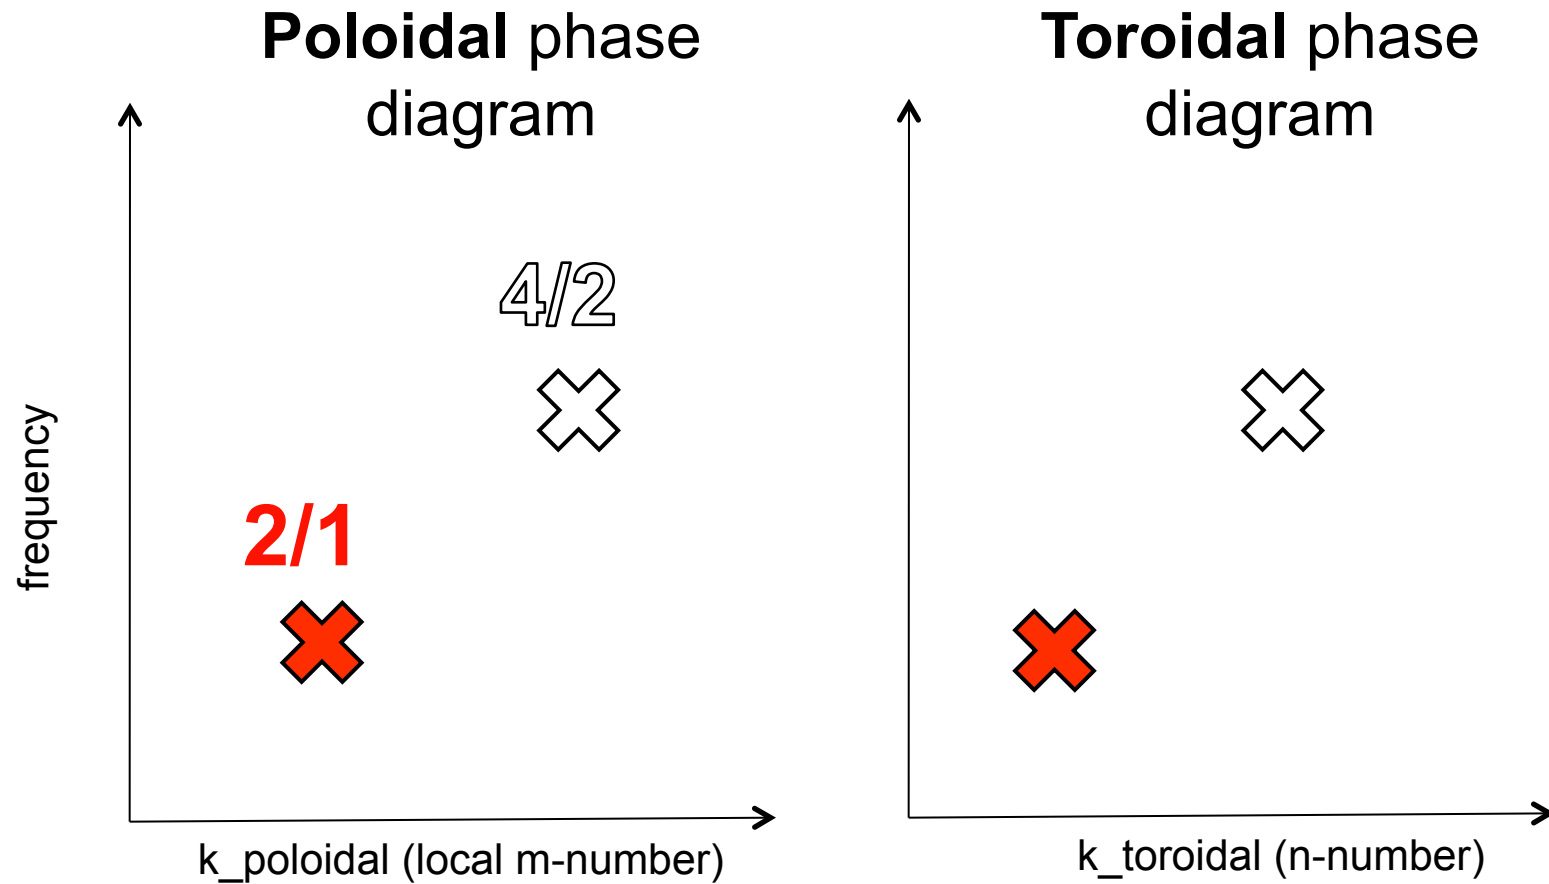 Poloidal phase
diagram
4/2
2/1
frequency
k_poloidal (local m-number)
Toroidal phase
diagram
k_toroidal (n-number)